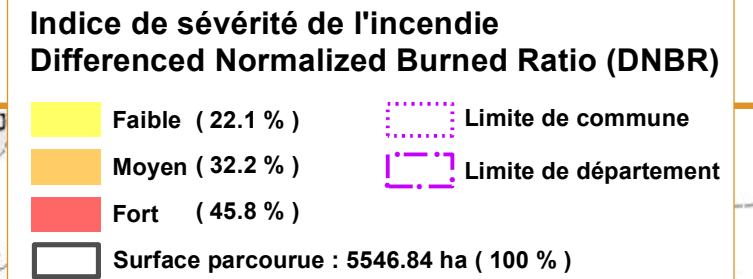 Indice de sévérité de l'incendie
Differenced Normalized Burned Ratio (DNBR)
Faible ( 22.1 % )
Limite de commune
Moyen ( 32.2 % )
Limite de département
Fort ( 45.8 % )
Surface parcourue : 5546.84 ha ( 100 % )